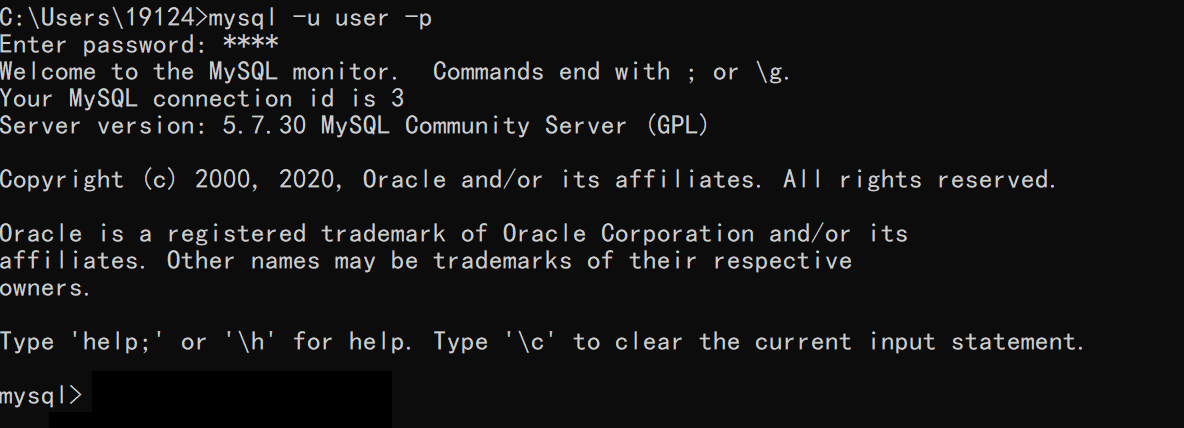 C:\Users\19124>mysql -u user -p
Enter password: ****
Welcome to the MySQL monitor.  Commands end with ; or \g.
Your MySQL connection id is 3
Server version: 5.7.30 MySQL Community Server (GPL)
Copyright (c) 2000, 2020, Oracle and/or its affiliates. All rights reserved.
Oracle is a registered trademark of Oracle Corporation and/or its
affiliates. Other names may be trademarks of their respective
owners.
Type 'help;' or '\h' for help. Type '\c' to clear the current input statement.
mysql>